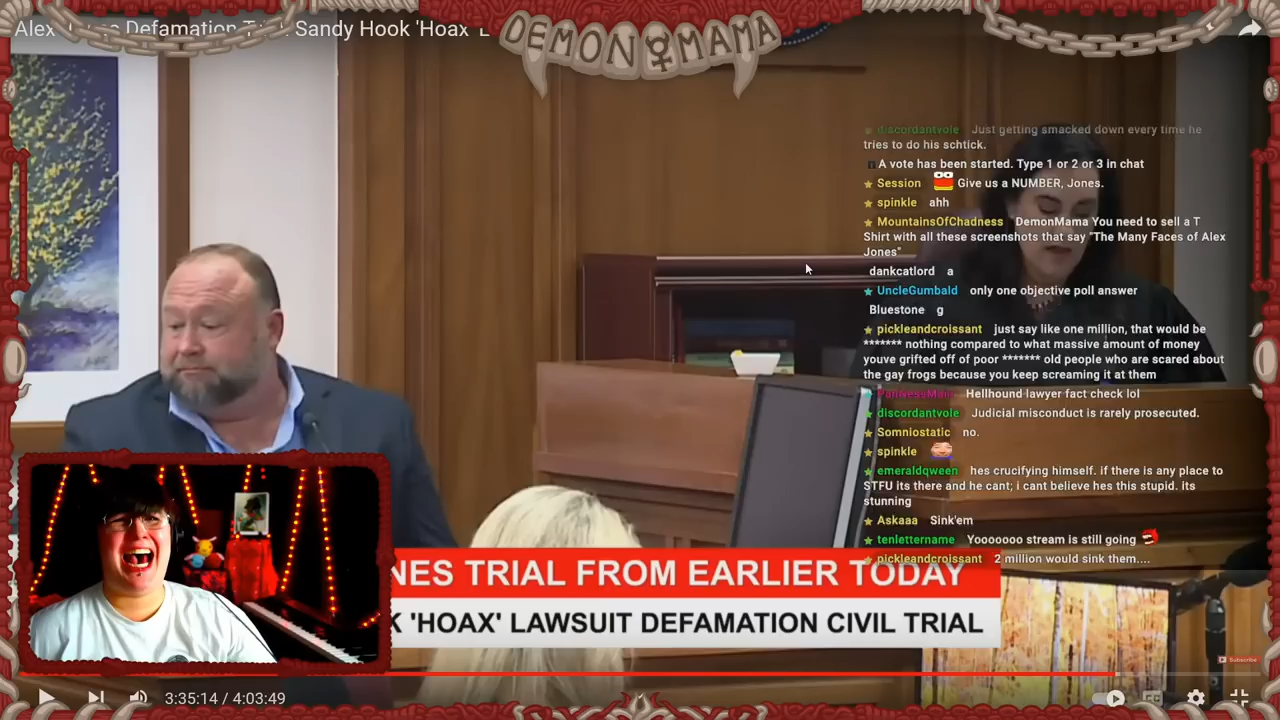 Alex Defamation Sandy Hook 'Hoax'
DEMON MAMA
discordantvole Just getting smacked down every time he
tries to do his schtick.
A vote has been started. Type 1 or 2 or 3 in chat
Session Give us a NUMBER, Jones.
spinkle ahh
MountainsOfChadness DemonMama You need to sell a T
Shirt with all these screenshots that say "The Many Faces of Alex
Jones"
dankcatlord a
UncleGumbald only one objective poll answer
Bluestone g
pickleandcroissant just say like one million, that would be
******* nothing compared to what massive amount of money
youve grifted off of poor ******* old people who are scared about
the gay frogs because you keep screaming it at them
Hellhound lawyer fact check lol
discordantvole Judicial misconduct is rarely prosecuted.
Somniostatic no.
spinkle
emeraldqween hes crucifying himself. if there is any place to
STFU its there and he cant; i cant believe hes this stupid. its
stunning
Askaaa Sink'em
tenlettername Yooooooo stream is still going
pickleandcroissant 2 million would sink them....
NES TRIAL FROM EARLIER TODAY
K 'HOAX' LAWSUIT DEFAMATION CIVIL TRIAL
Subscribe
3:35:14 / 4:03:49